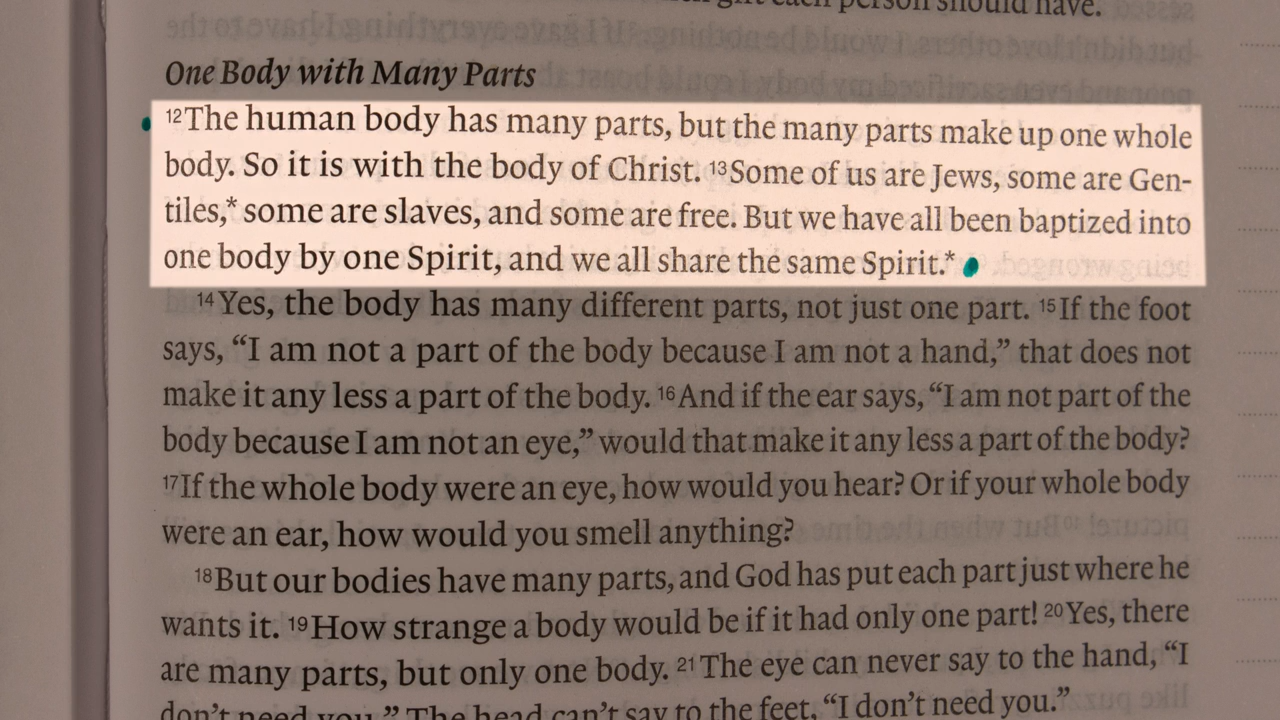 each person should have.
One Body with Many Parts
12The human body has many parts, but the many parts make up one whole
body. So it is with the body of Christ. 13Some of us are Jews, some are Gen-
tiles,* some are slaves, and some are free. But we have all been baptized into
one body by one Spirit, and we all share the same Spirit.*
14Yes, the body has many different parts, not just one part. 15If the foot
says, “I am not a part of the body because I am not a hand,” that does not
make it any less a part of the body. 16And if the ear says, “I am not part of the
body because I am not an eye,” would that make it any less a part of the body?
17If the whole body were an eye, how would you hear? Or if your whole body
were an ear, how would you smell anything?
18But our bodies have many parts, and God has put each part just where he
wants it. 19How strange a body would be if it had only one part! 20Yes, there
are many parts, but only one body. 21The eye can never say to the hand, “I
don’t need you.” The head can’t say to the feet, “I don’t need you.”